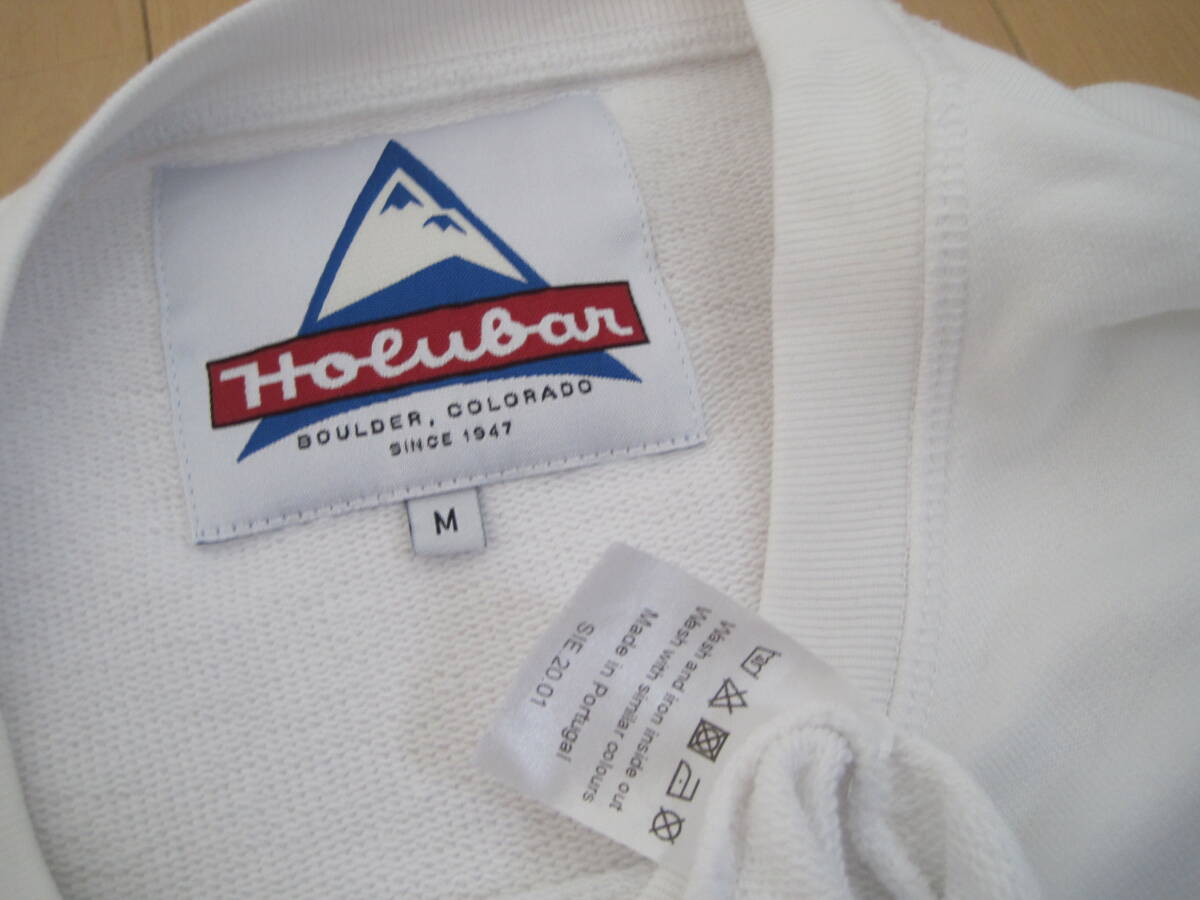 Holubar
BOULDER, COLORADO
SINCE 1947
M
Wash and iron inside out
Wash with similar colours
Made in Portugal
SIE.20.01